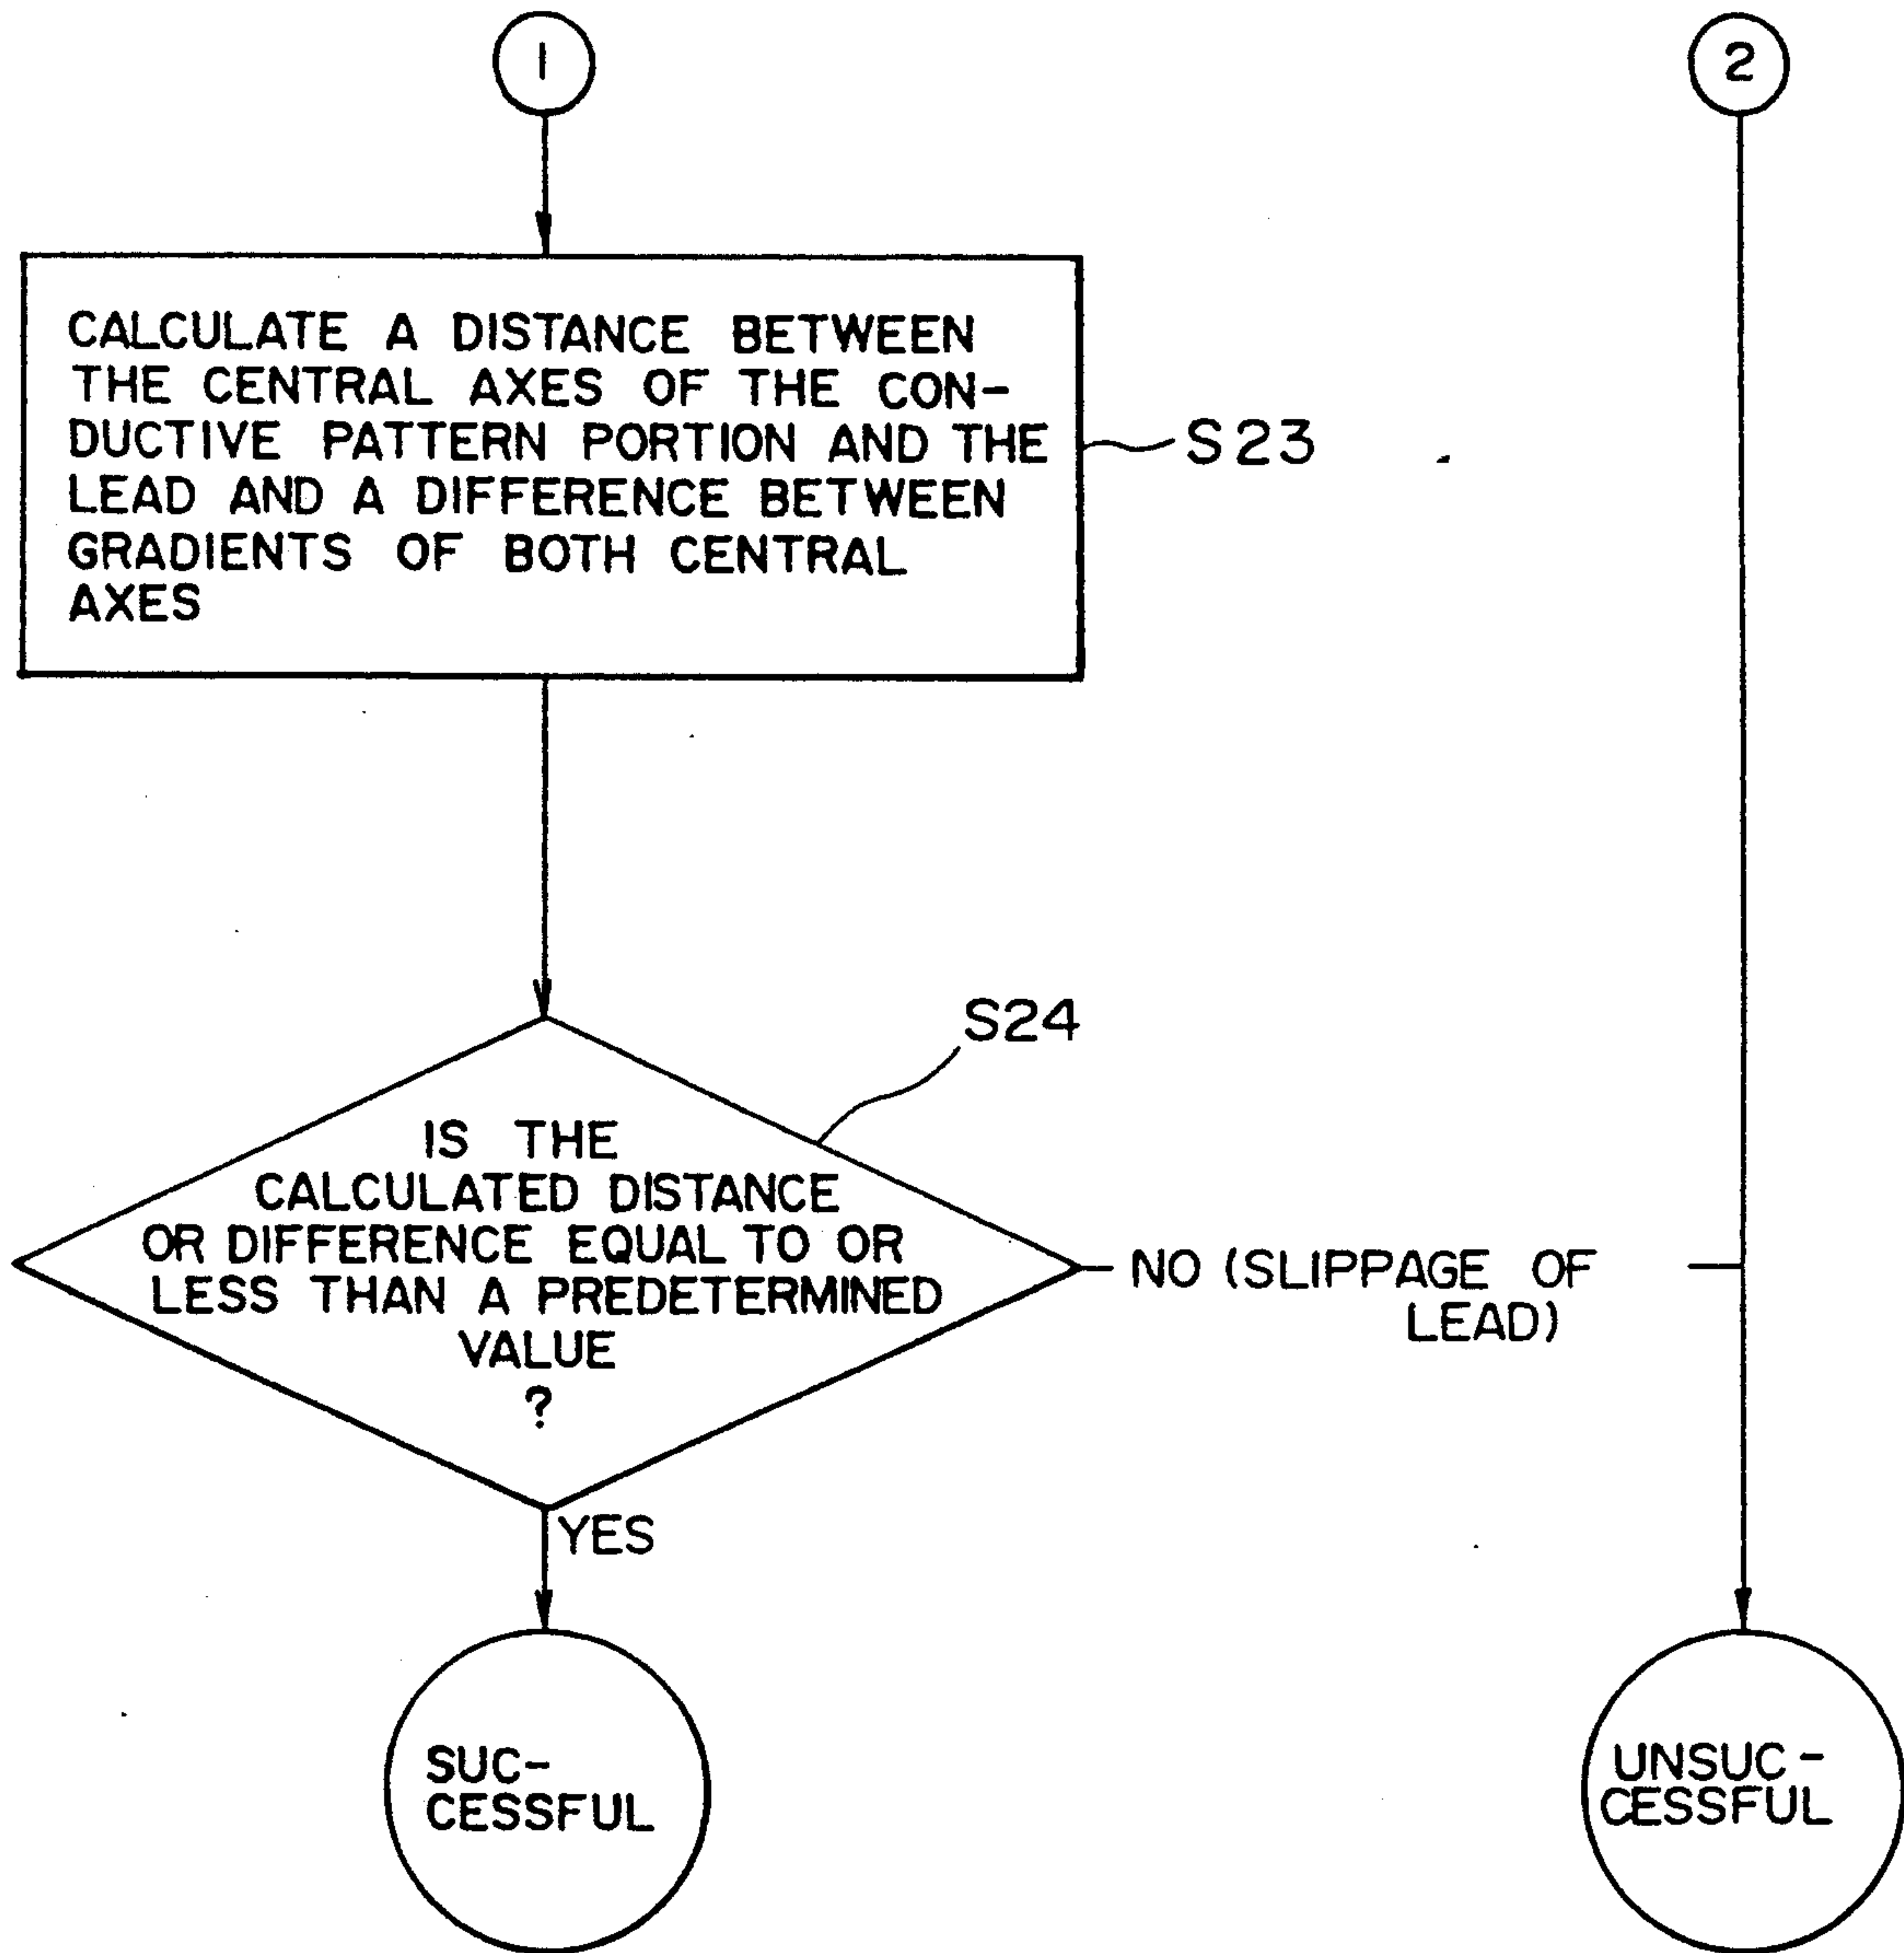 1
2
CALCULATE A DISTANCE BETWEEN
THE CENTRAL AXES OF THE CON-
DUCTIVE PATTERN PORTION AND THE
LEAD AND A DIFFERENCE BETWEEN
GRADIENTS OF BOTH CENTRAL
AXES
S23
S24
IS THE
CALCULATED DISTANCE
OR DIFFERENCE EQUAL TO OR
LESS THAN A PREDETERMINED
VALUE
?
NO (SLIPPAGE OF
LEAD)
YES
SUC-
CESSFUL
UNSUC-
CESSFUL